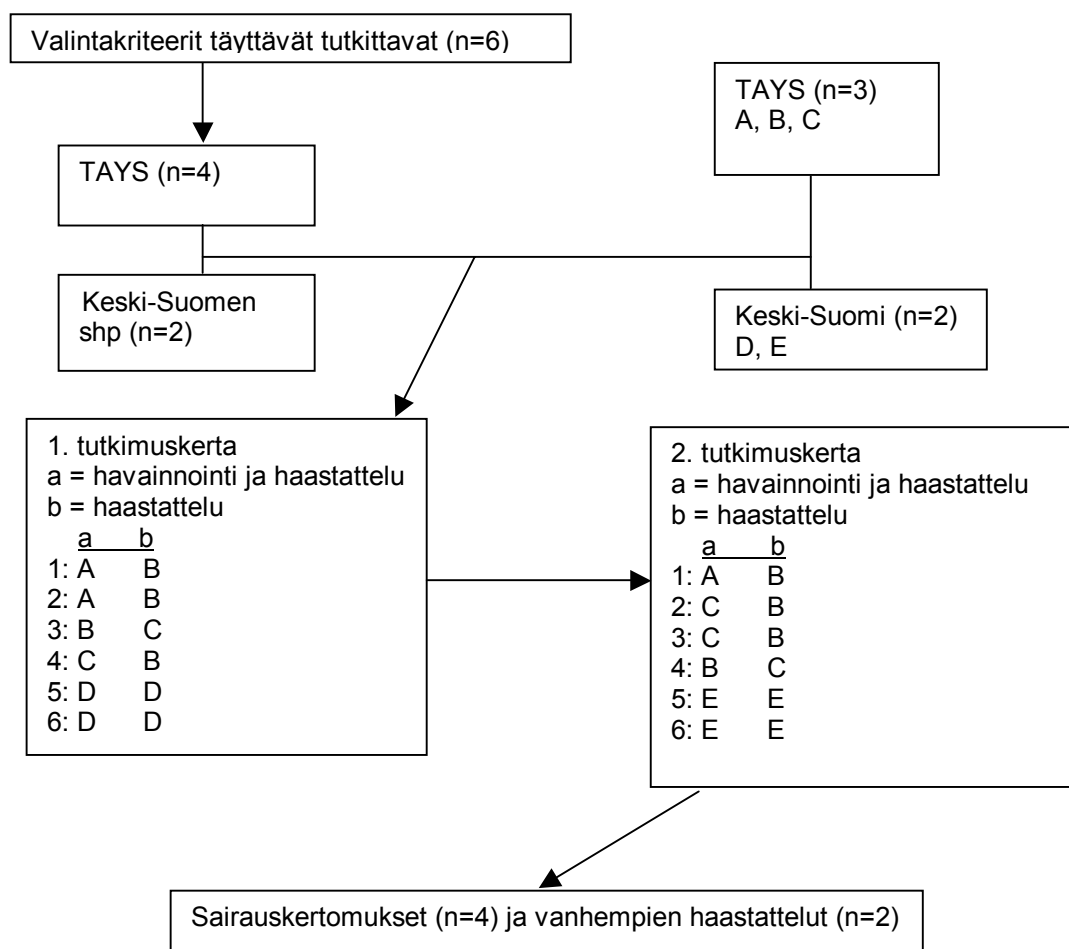 Valintakriteerit täyttävät tutkittavat (n=6)
TAYS (n=3)
A, B, C
TAYS (n=4)
Keski-Suomen
shp (n=2)
Keski-Suomi (n=2)
D, E
1. tutkimuskerta
a = havainnointi ja haastattelu
b = haastattelu
a b
1: A B
2: A B
3: B C
4: C B
5: D D
6: D D
2. tutkimuskerta
a = havainnointi ja haastattelu
b = haastattelu
a b
1: A B
2: C B
3: C B
4: B C
5: E E
6: E E
Sairauskertomukset (n=4) ja vanhempien haastattelut (n=2)